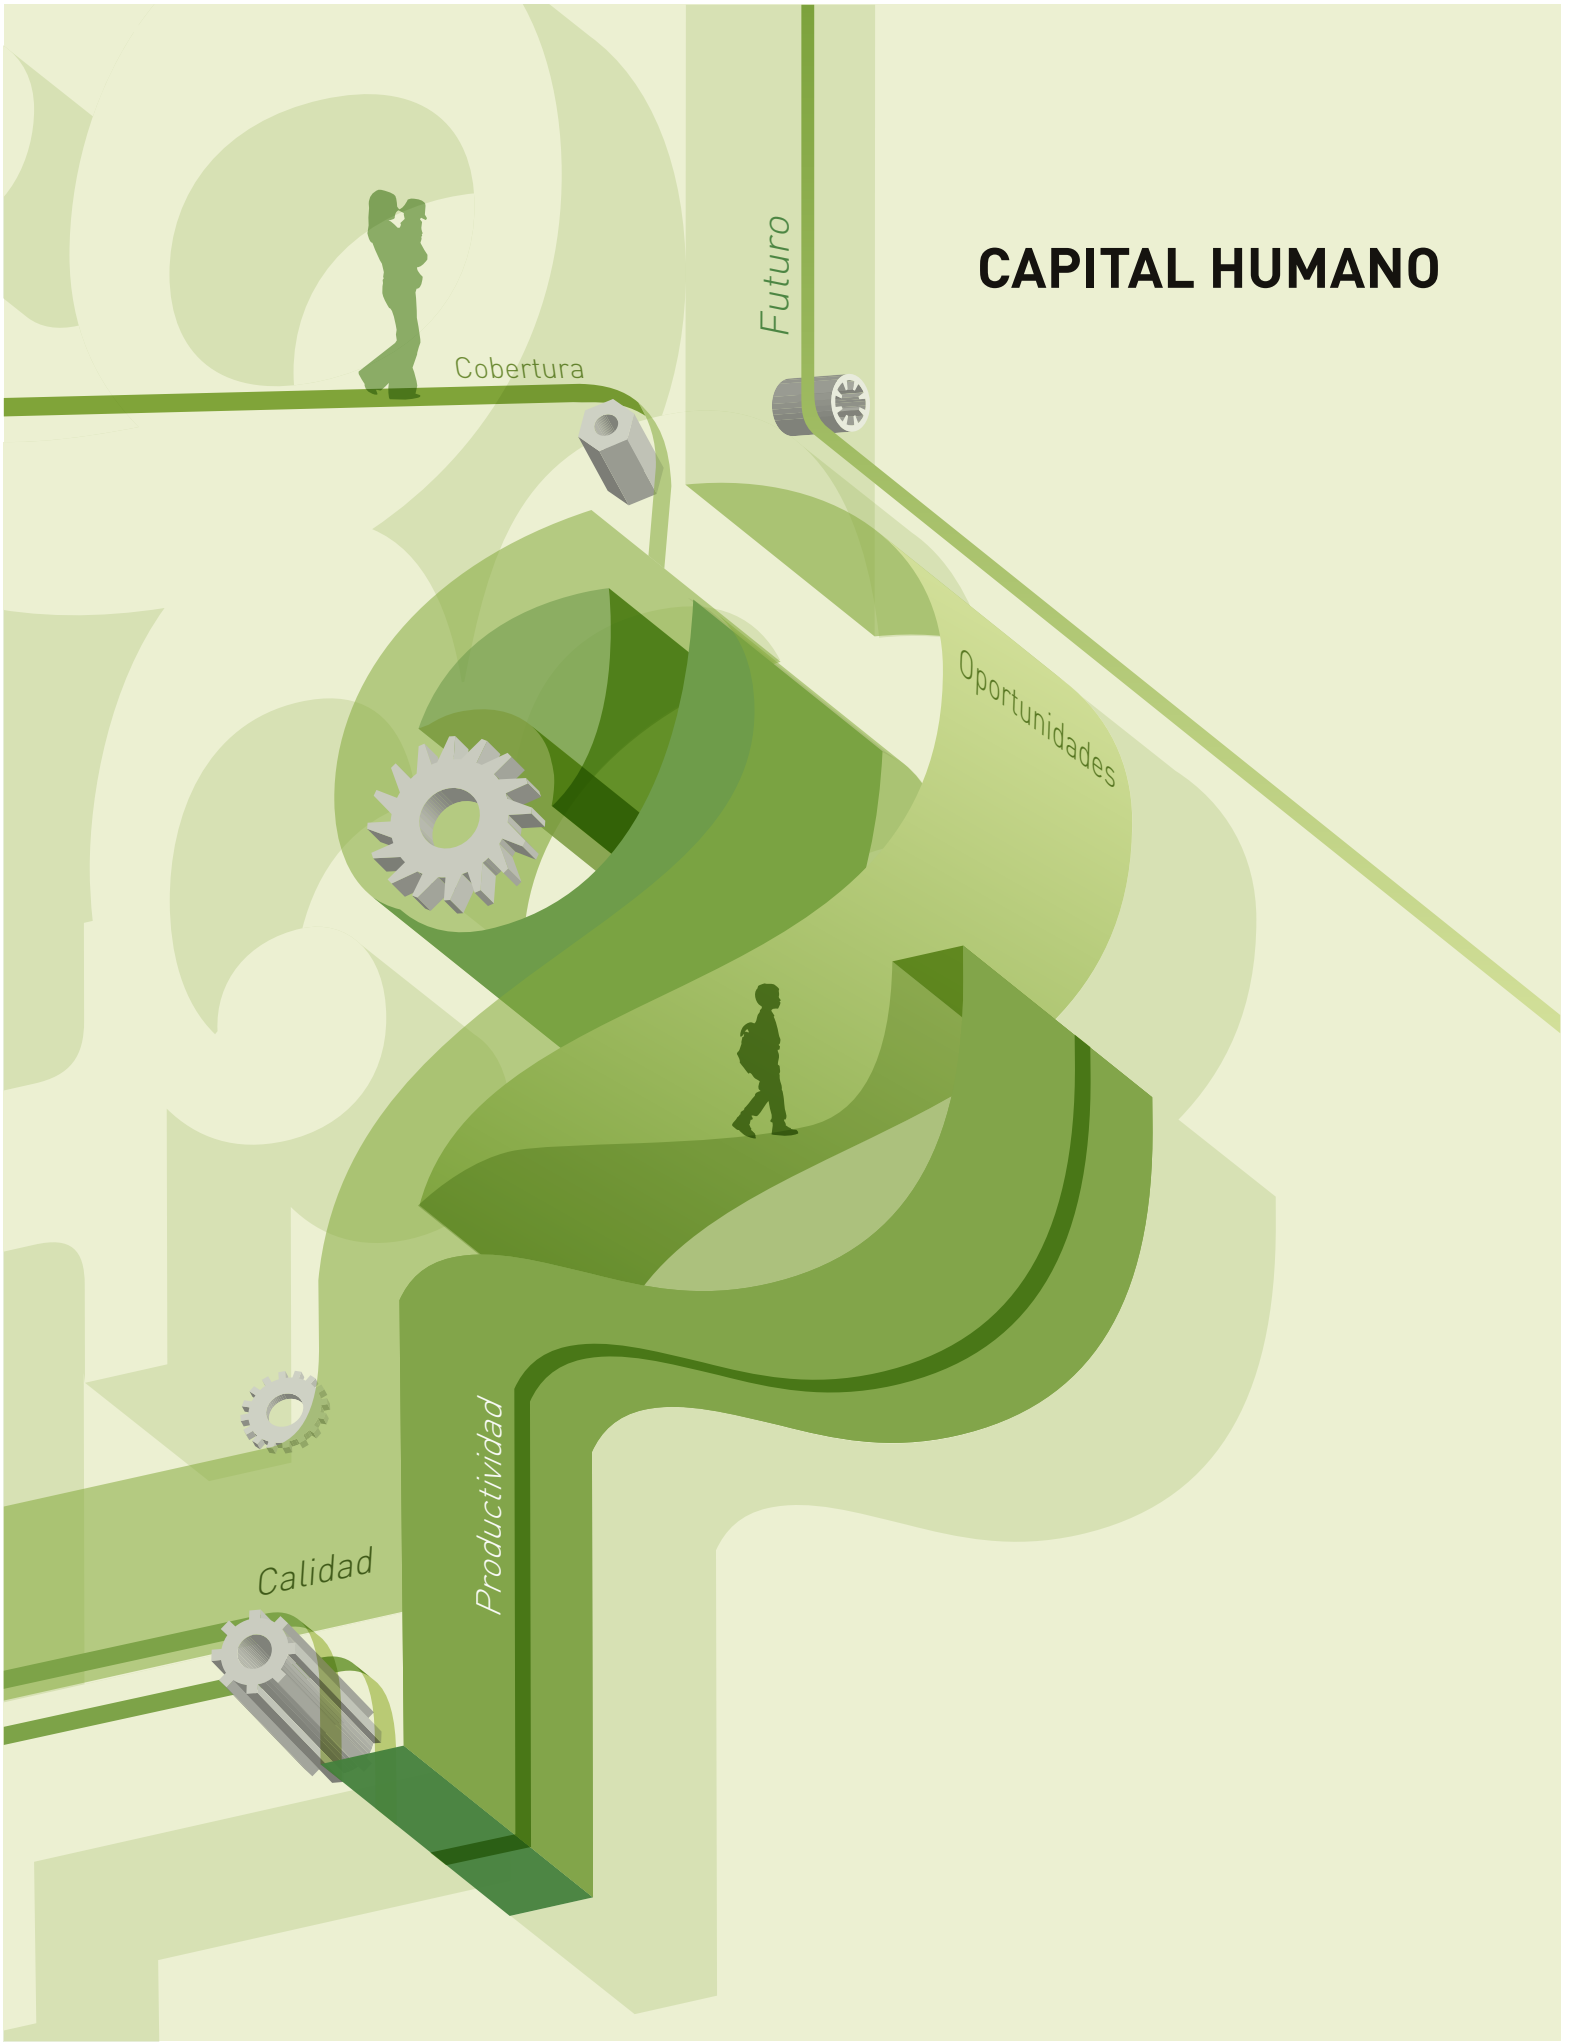 CAPITAL HUMANO
Futuro
Cobertura
Oportunidades
Productividad
Calidad